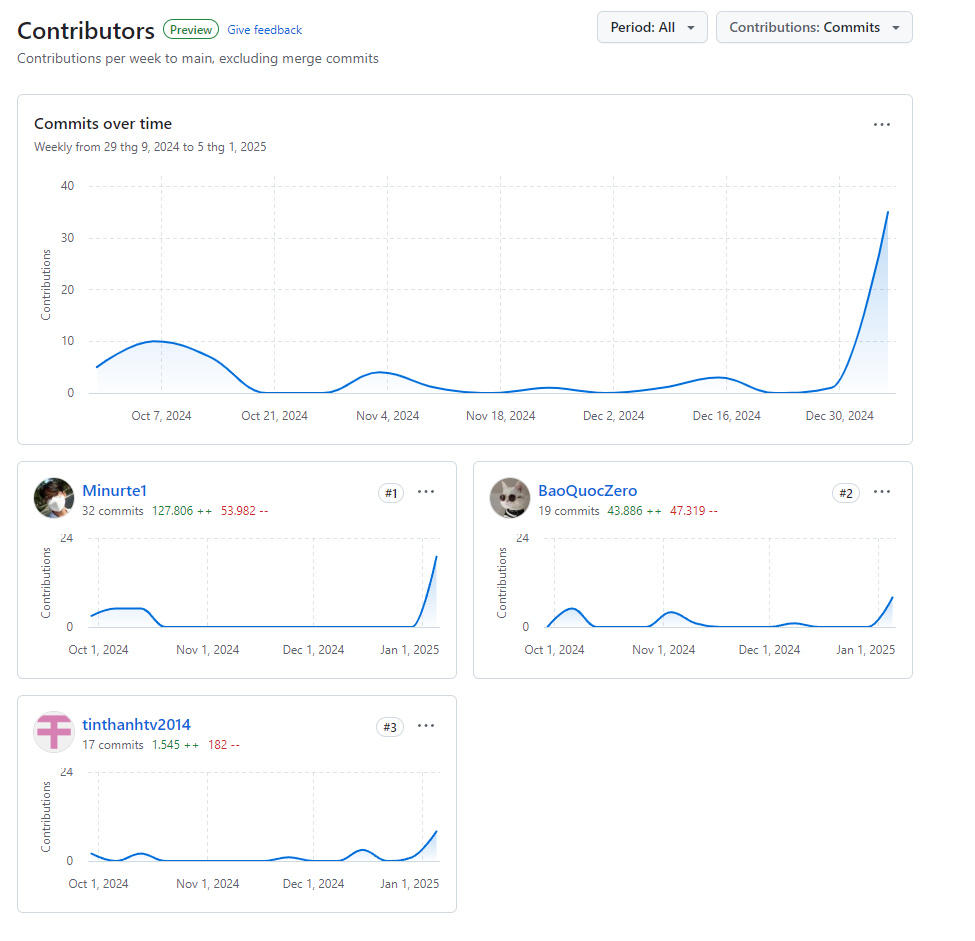 Contributors Preview Give feedback
Period: All
Contributions: Commits
Contributions per week to main, excluding merge commits
Commits over time
Weekly from 29 thg 9, 2024 to 5 thg 1, 2025
Contributions
40
30
20
10
0
Oct 7, 2024 Oct 21, 2024 Nov 4, 2024 Nov 18, 2024 Dec 2, 2024 Dec 16, 2024 Dec 30, 2024
Minurte1 #1
32 commits 127.806 ++ 53.982 --
Contributions
24
0
Oct 1, 2024 Nov 1, 2024 Dec 1, 2024 Jan 1, 2025
BaoQuocZero #2
19 commits 43.886 ++ 47.319 --
Contributions
24
0
Oct 1, 2024 Nov 1, 2024 Dec 1, 2024 Jan 1, 2025
tinthanhtv2014 #3
17 commits 1.545 ++ 182 --
Contributions
24
0
Oct 1, 2024 Nov 1, 2024 Dec 1, 2024 Jan 1, 2025